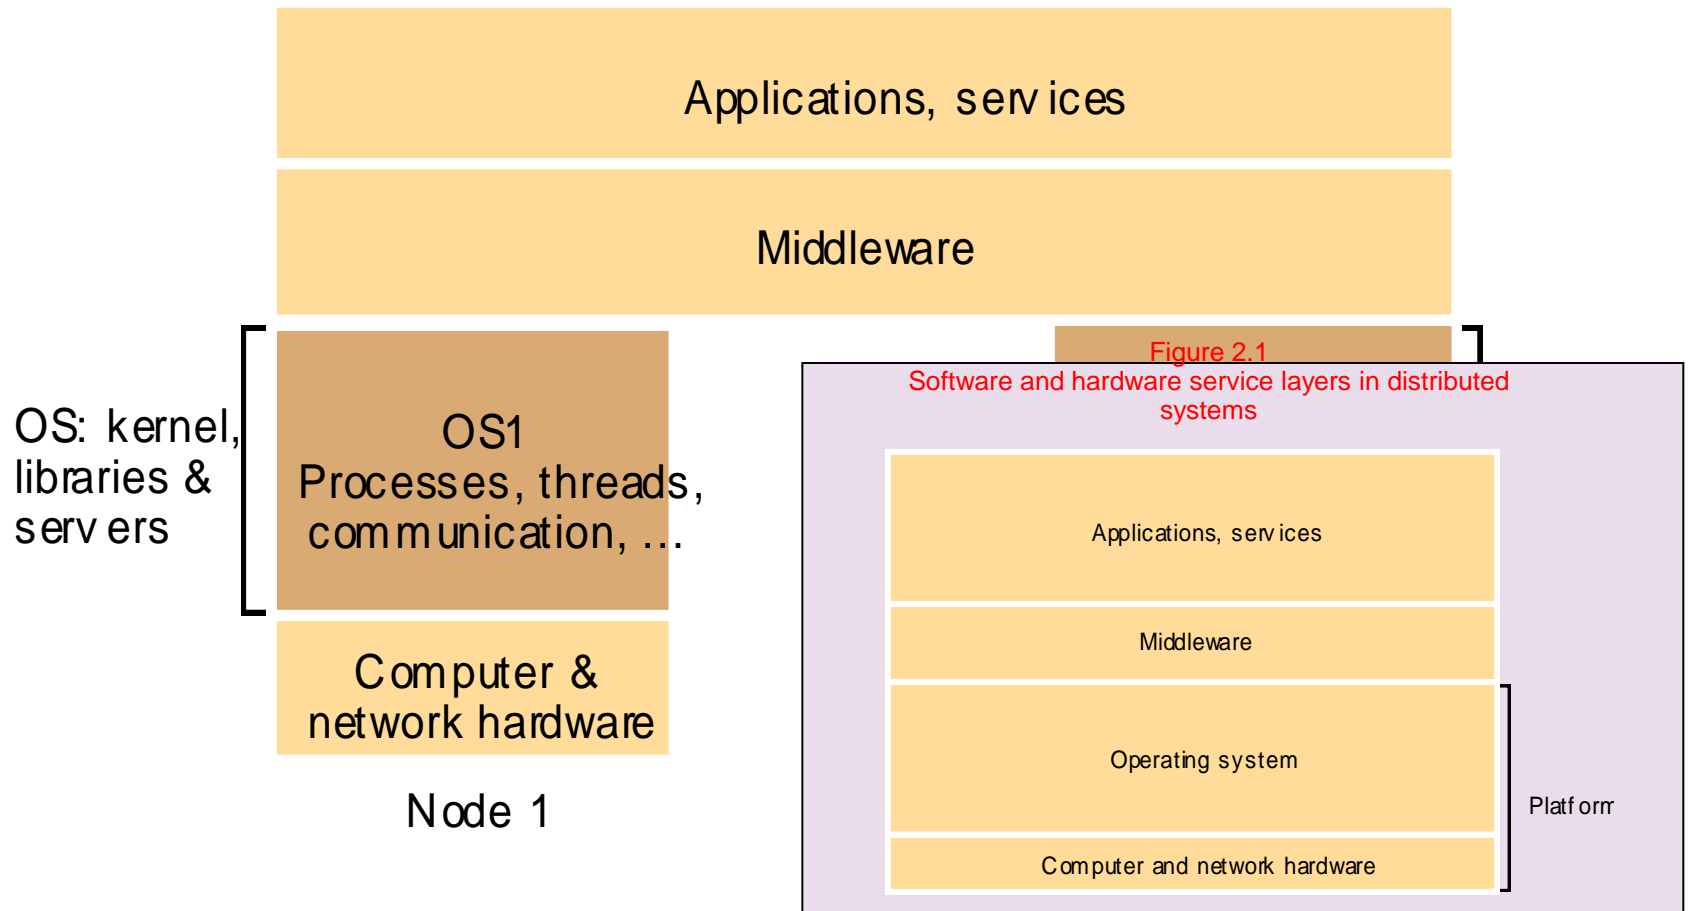 Applications, services
Middleware
OS: kernel,
libraries &
servers
OS1
Processes, threads,
communication, ...
Computer &
network hardware
Node 1
Figure 2.1
Software and hardware service layers in distributed
systems
Applications, services
Middleware
Operating system
Computer and network hardware
Platform